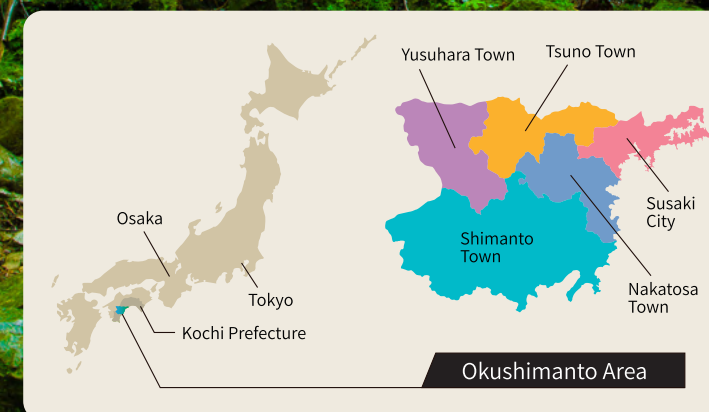 Yusuhara Town
Tsuno Town
Osaka
Susaki
City
Shimanto
Town
Tokyo
Nakatosa
Town
Kochi Prefecture
Okushimanto Area